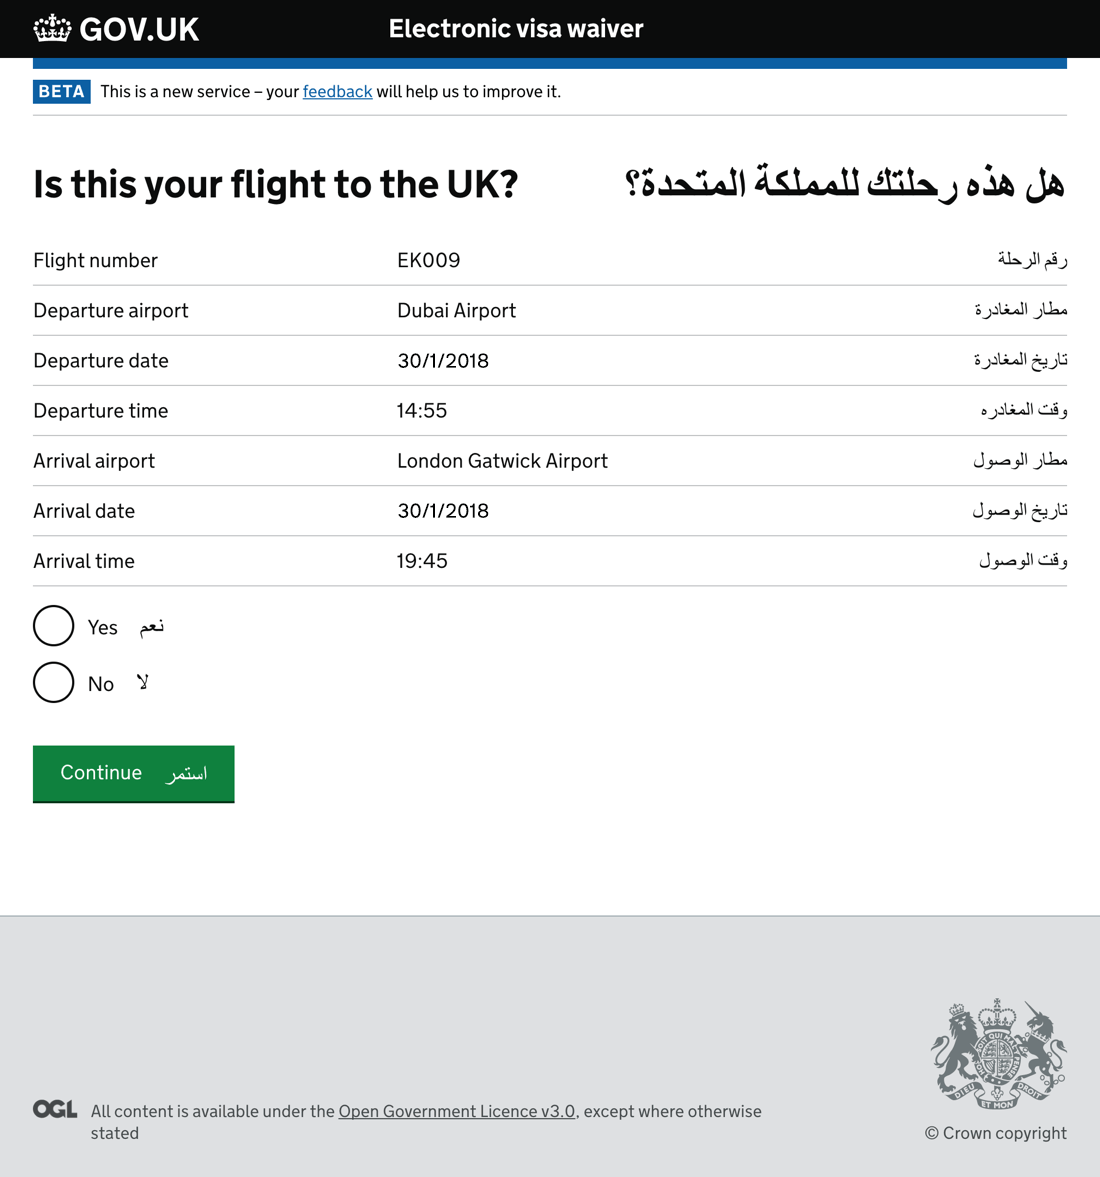 GOV.UK Electronic visa waiver
BETA This is a new service – your feedback will help us to improve it.
Is this your flight to the UK? هل هذه رحلتك للمملكة المتحدة؟
Flight number EK009 رقم الرحلة
Departure airport Dubai Airport مطار المغادرة
Departure date 30/1/2018 تاريخ المغادرة
Departure time 14:55 وقت المغادره
Arrival airport London Gatwick Airport مطار الوصول
Arrival date 30/1/2018 تاريخ الوصول
Arrival time 19:45 وقت الوصول
Yes نعم
No لا
Continue استمر
OGL All content is available under the Open Government Licence v3.0, except where otherwise
stated
DIEU ET MON DROIT
© Crown copyright